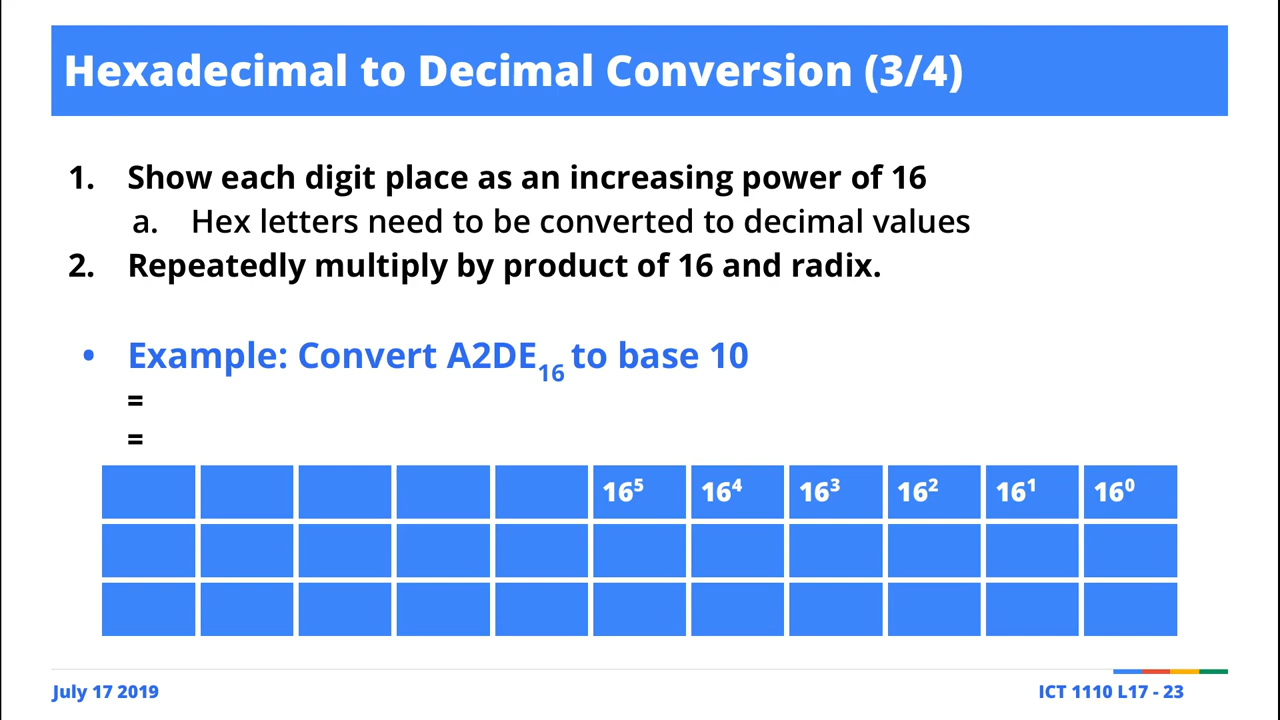 Hexadecimal to Decimal Conversion (3/4)
1. Show each digit place as an increasing power of 16
a. Hex letters need to be converted to decimal values
2. Repeatedly multiply by product of 16 and radix.
• Example: Convert A2DE₁₆ to base 10
=
=
16⁵ 16⁴ 16³ 16² 16¹ 16⁰
July 17 2019 ICT 1110 L17 - 23